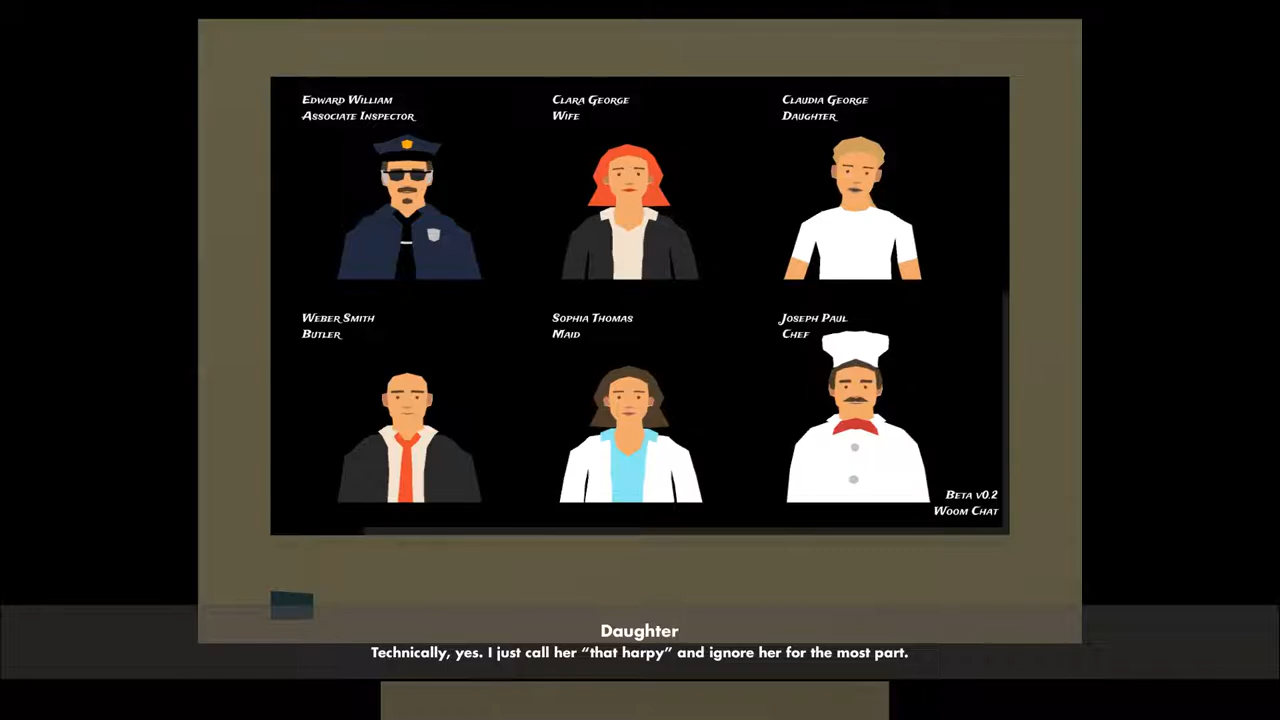 Edward William
Associate Inspector
Clara George
Wife
Claudia George
Daughter
Weber Smith
Butler
Sophia Thomas
Maid
Joseph Paul
Chef
Beta v0.2
Woom Chat
Daughter
Technically, yes. I just call her “that harpy” and ignore her for the most part.